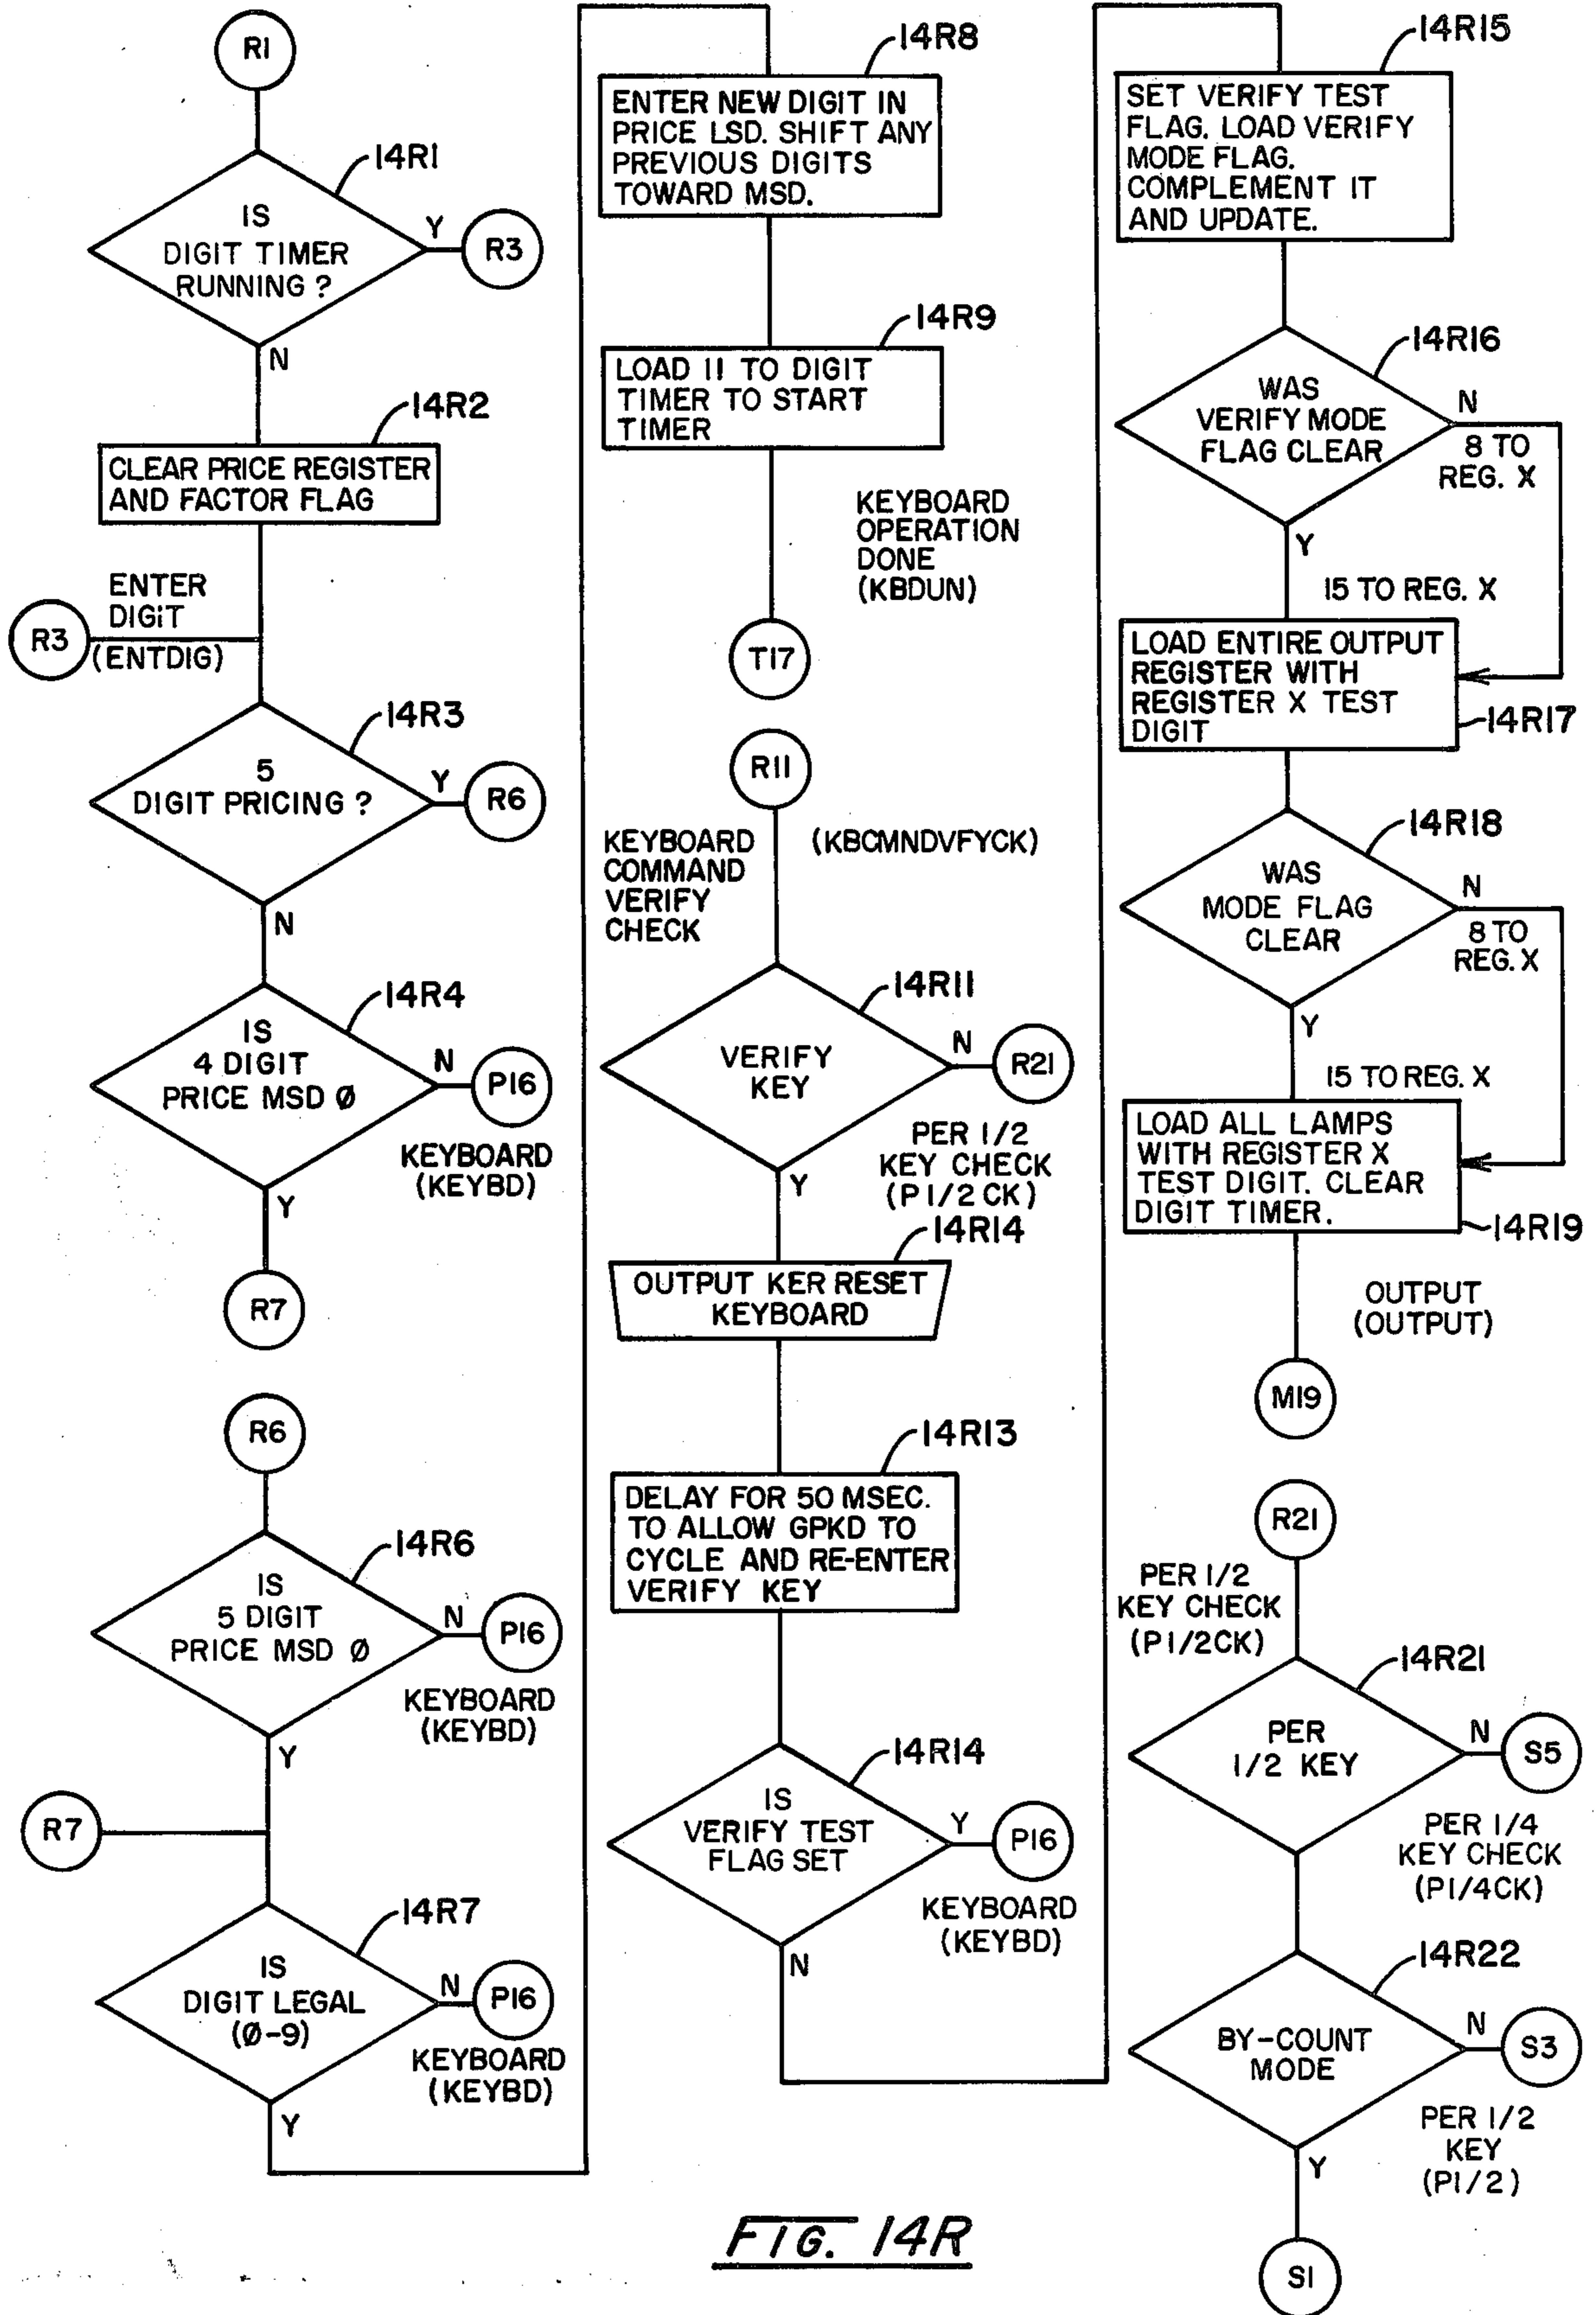 R1
14R1
IS
DIGIT TIMER
RUNNING ?
Y
R3
N
14R2
CLEAR PRICE REGISTER
AND FACTOR FLAG
ENTER
DIGIT
R3
(ENTDIG)
14R3
5
DIGIT PRICING ?
Y
R6
N
14R4
IS
4 DIGIT
PRICE MSD Ø
N
P16
KEYBOARD
(KEYBD)
Y
R7
R6
14R6
IS
5 DIGIT
PRICE MSD Ø
N
P16
KEYBOARD
(KEYBD)
Y
R7
14R7
IS
DIGIT LEGAL
(Ø-9)
N
P16
KEYBOARD
(KEYBD)
Y
14R8
ENTER NEW DIGIT IN
PRICE LSD. SHIFT ANY
PREVIOUS DIGITS
TOWARD MSD.
14R9
LOAD 11 TO DIGIT
TIMER TO START
TIMER
KEYBOARD
OPERATION
DONE
(KBDUN)
T17
R11
KEYBOARD
COMMAND
VERIFY
CHECK
(KBCMNDVFYCK)
14R11
VERIFY
KEY
N
R21
PER 1/2
KEY CHECK
(P1/2 CK)
Y
14R14
OUTPUT KER RESET
KEYBOARD
14R13
DELAY FOR 50 MSEC.
TO ALLOW GPKD TO
CYCLE AND RE-ENTER
VERIFY KEY
14R14
IS
VERIFY TEST
FLAG SET
Y
P16
KEYBOARD
(KEYBD)
N
14R15
SET VERIFY TEST
FLAG. LOAD VERIFY
MODE FLAG.
COMPLEMENT IT
AND UPDATE.
14R16
WAS
VERIFY MODE
FLAG CLEAR
N
8 TO
REG. X
Y
15 TO REG. X
LOAD ENTIRE OUTPUT
REGISTER WITH
REGISTER X TEST
DIGIT
14R17
14R18
WAS
MODE FLAG
CLEAR
N
8 TO
REG. X
Y
15 TO REG. X
LOAD ALL LAMPS
WITH REGISTER X
TEST DIGIT. CLEAR
DIGIT TIMER.
14R19
OUTPUT
(OUTPUT)
M19
R21
PER 1/2
KEY CHECK
(P1/2CK)
14R21
PER
1/2 KEY
N
S5
PER 1/4
KEY CHECK
(P1/4CK)
14R22
BY-COUNT
MODE
N
S3
PER 1/2
KEY
(P1/2)
Y
S1
FIG. 14R